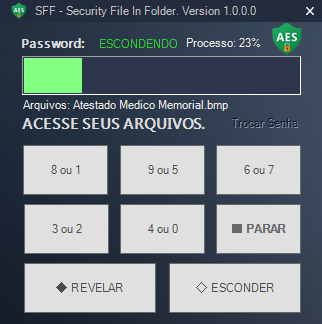 AES SFF - Security File In Folder. Version 1.0.0.0
Password: ESCONDENDO Processo: 23% AES
Arquivos: Atestado Medico Memorial.bmp
ACESSE SEUS ARQUIVOS. Trocar Senha
8 ou 1 9 ou 5 6 ou 7
3 ou 2 4 ou 0 PARAR
REVELAR ESCONDER